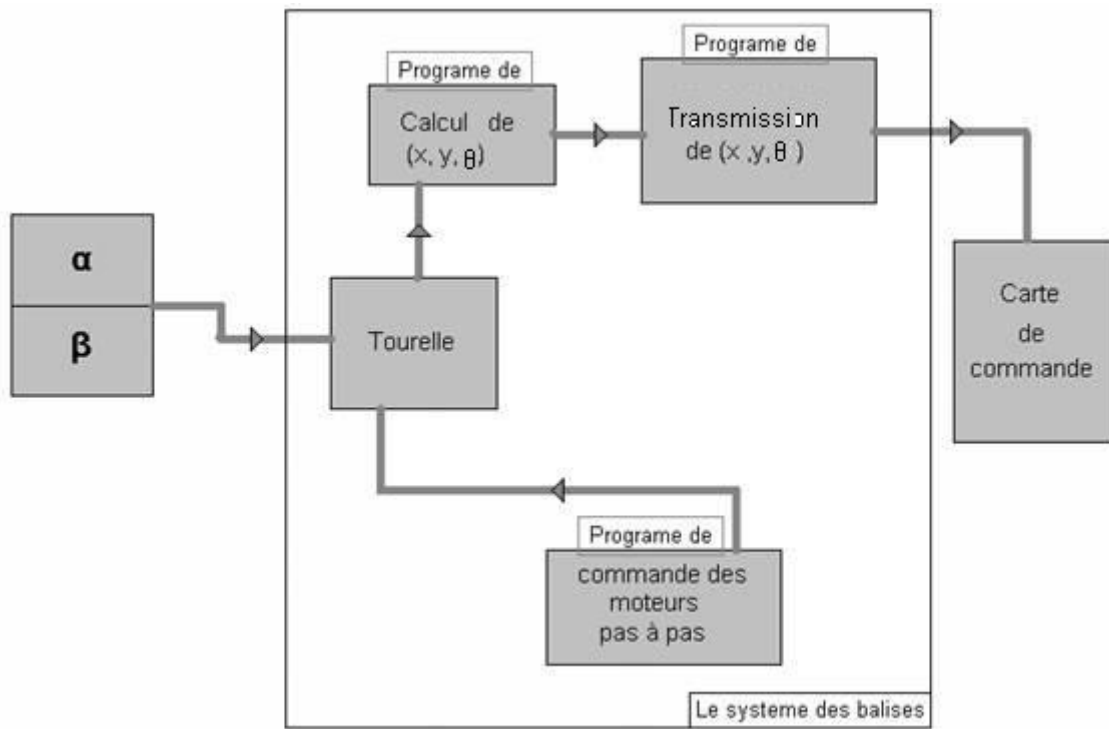 Programe de
Calcul de
(x, y, θ)
Programe de
Transmission
de (x ,y, θ )
α
β
Tourelle
Carte
de
commande
Programe de
commande des
moteurs
pas à pas
Le systeme des balises